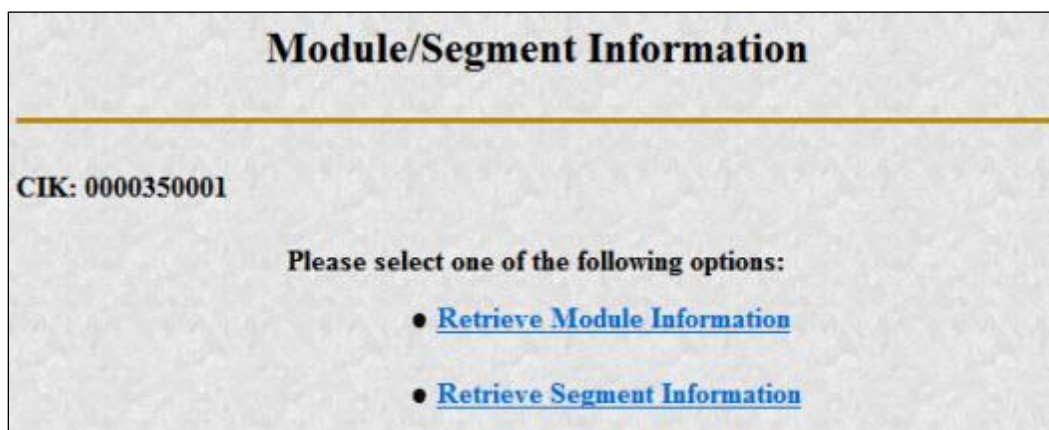 Module/Segment Information
CIK: 0000350001
Please select one of the following options:
Retrieve Module Information
Retrieve Segment Information